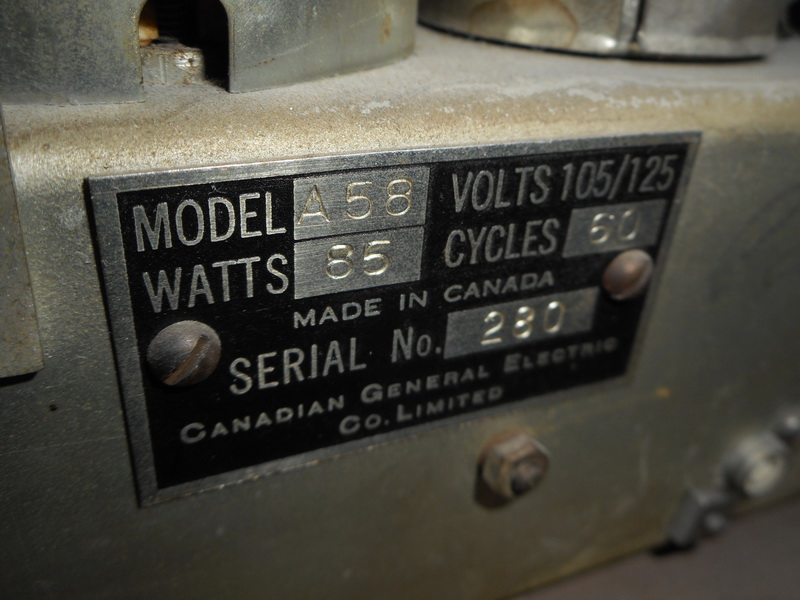 MODEL A58 VOLTS 105/125
WATTS 85 CYCLES 60
MADE IN CANADA
SERIAL No. 280
CANADIAN GENERAL ELECTRIC
CO. LIMITED